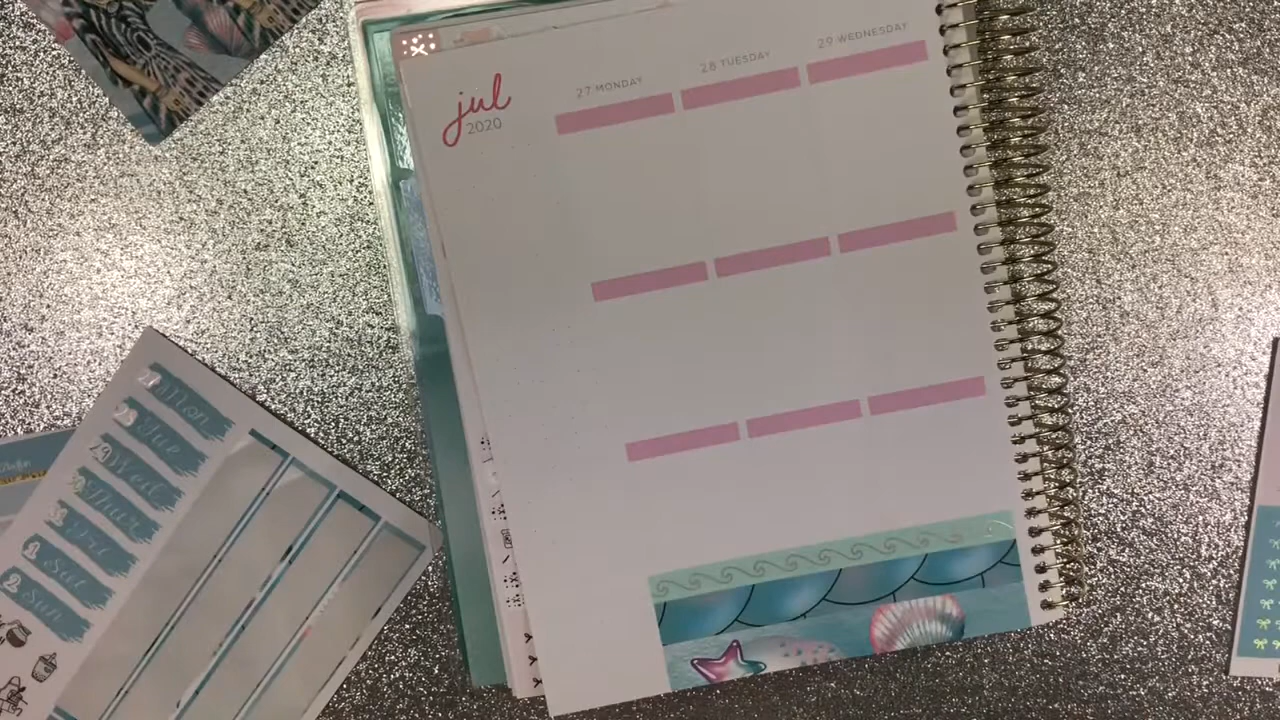 jul
2020
27 MONDAY
28 TUESDAY
29 WEDNESDAY
27 Mon
28 Tue
29 Wed
30 Thur
31 Fri
1 Sat
2 Sun